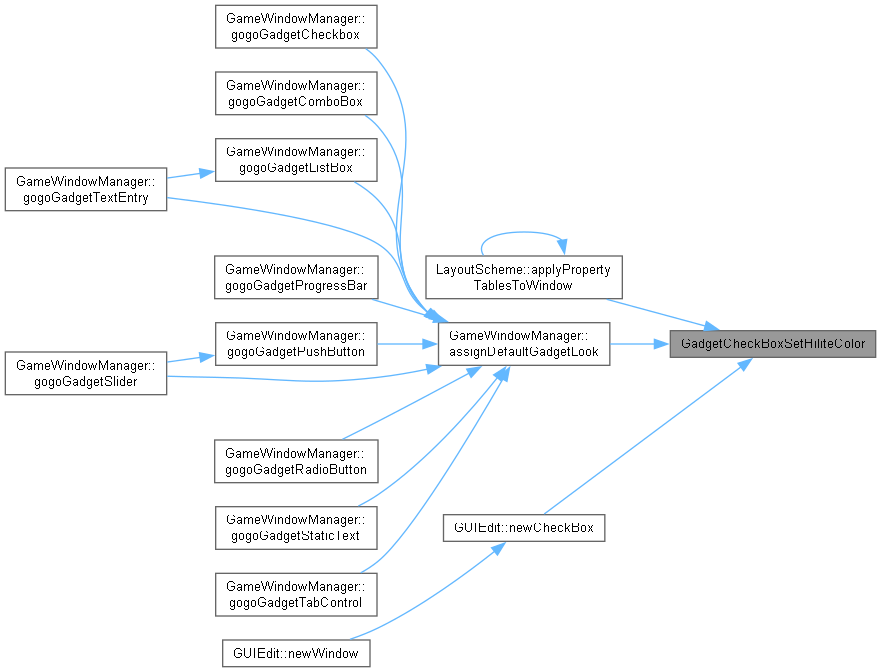 GameWindowManager::
gogoGadgetCheckbox
GameWindowManager::
gogoGadgetComboBox
GameWindowManager::
gogoGadgetListBox
GameWindowManager::
gogoGadgetTextEntry
GameWindowManager::
gogoGadgetProgressBar
LayoutScheme::applyProperty
TablesToWindow
GameWindowManager::
gogoGadgetPushButton
GameWindowManager::
assignDefaultGadgetLook
GadgetCheckBoxSetHiliteColor
GameWindowManager::
gogoGadgetSlider
GameWindowManager::
gogoGadgetRadioButton
GameWindowManager::
gogoGadgetStaticText
GUIEdit::newCheckBox
GameWindowManager::
gogoGadgetTabControl
GUIEdit::newWindow